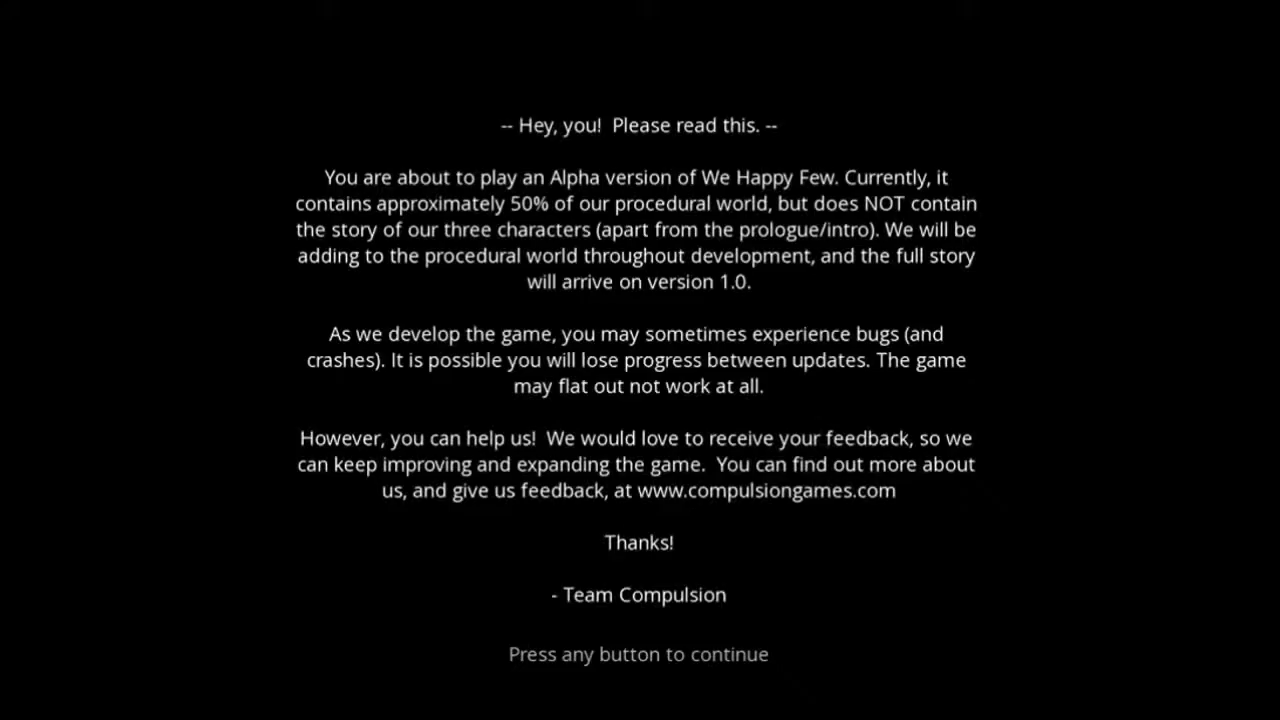 -- Hey, you!  Please read this. --
You are about to play an Alpha version of We Happy Few. Currently, it
contains approximately 50% of our procedural world, but does NOT contain
the story of our three characters (apart from the prologue/intro). We will be
adding to the procedural world throughout development, and the full story
will arrive on version 1.0.
As we develop the game, you may sometimes experience bugs (and
crashes). It is possible you will lose progress between updates. The game
may flat out not work at all.
However, you can help us!  We would love to receive your feedback, so we
can keep improving and expanding the game.  You can find out more about
us, and give us feedback, at www.compulsiongames.com
Thanks!
- Team Compulsion
Press any button to continue